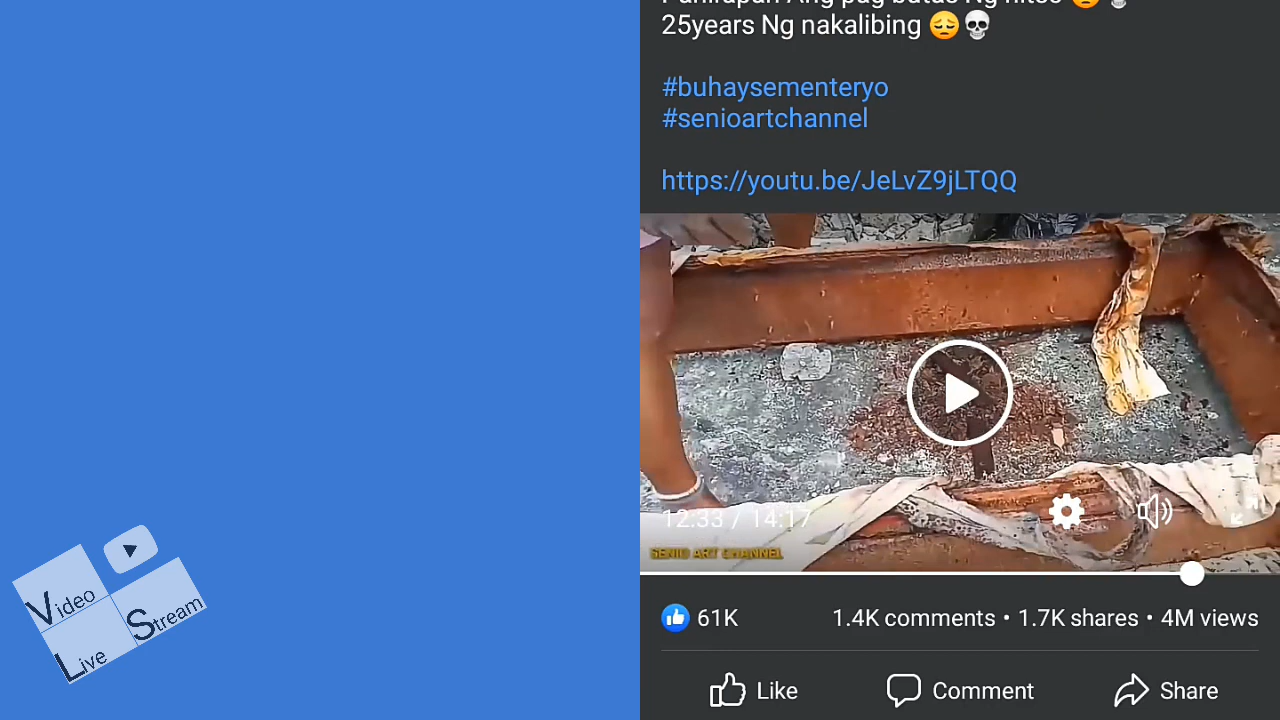 25years Ng nakalibing 😔💀
#buhaysementeryo
#senioartchannel
https://youtu.be/JeLvZ9jLTQQ
12:33 / 14:17
SENIO ART CHANNEL
61K
1.4K comments • 1.7K shares • 4M views
Like
Comment
Share
Video
Live
Stream